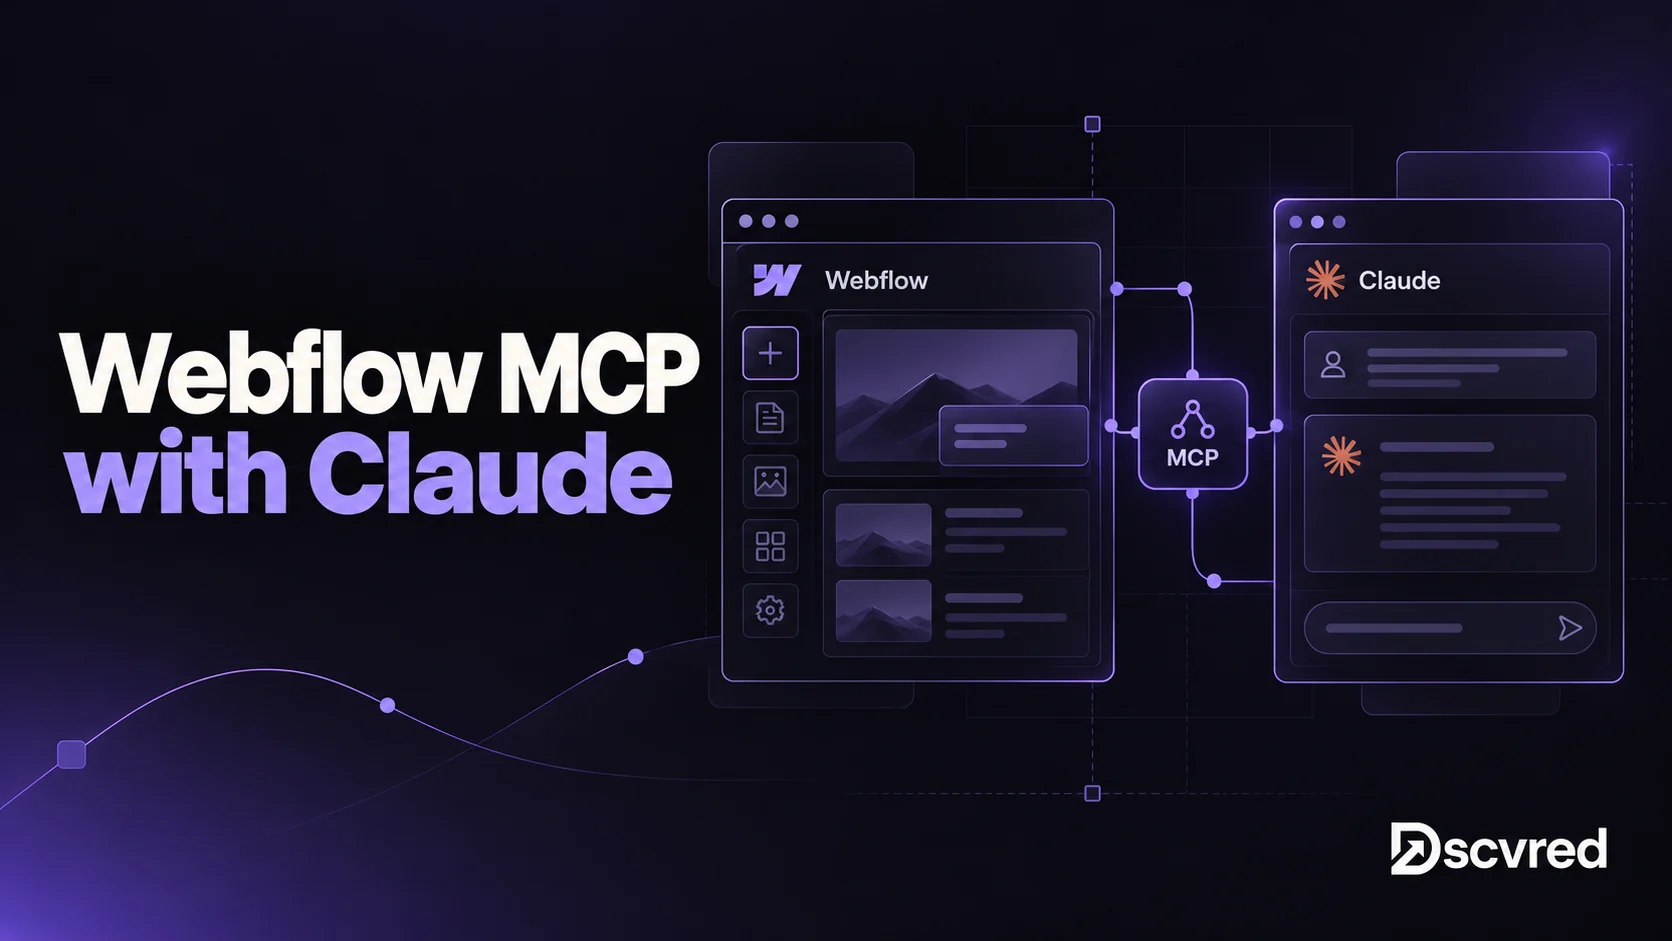 Webflow MCP
with Claude
Webflow
MCP
Claude
Dscvred